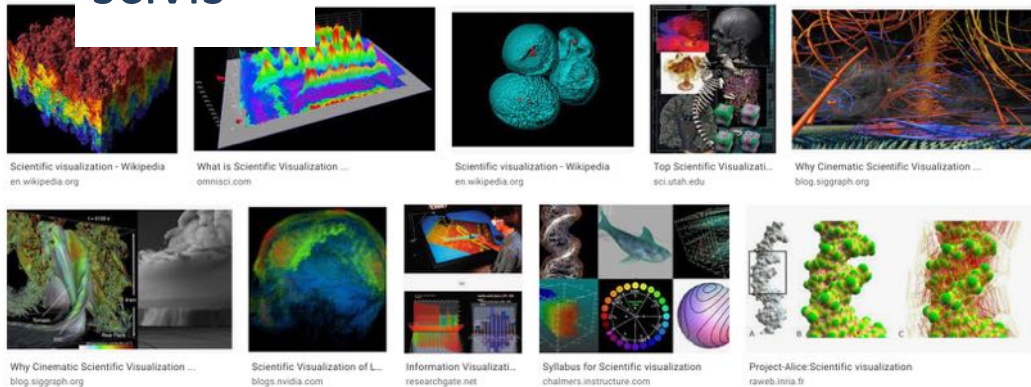 Scientific visualization - Wikipedia
en.wikipedia.org
What is Scientific Visualization ...
omnisci.com
Scientific visualization - Wikipedia
en.wikipedia.org
Top Scientific Visualizati...
sci.utah.edu
Why Cinematic Scientific Visualization ...
blog.siggraph.org
Why Cinematic Scientific Visualization ...
blog.siggraph.org
Scientific Visualization of L...
blogs.nvidia.com
Information Visualizati...
researchgate.net
Syllabus for Scientific visualization
chalmers.instructure.com
A B C
Project-Alice:Scientific visualization
raweb.inria.fr